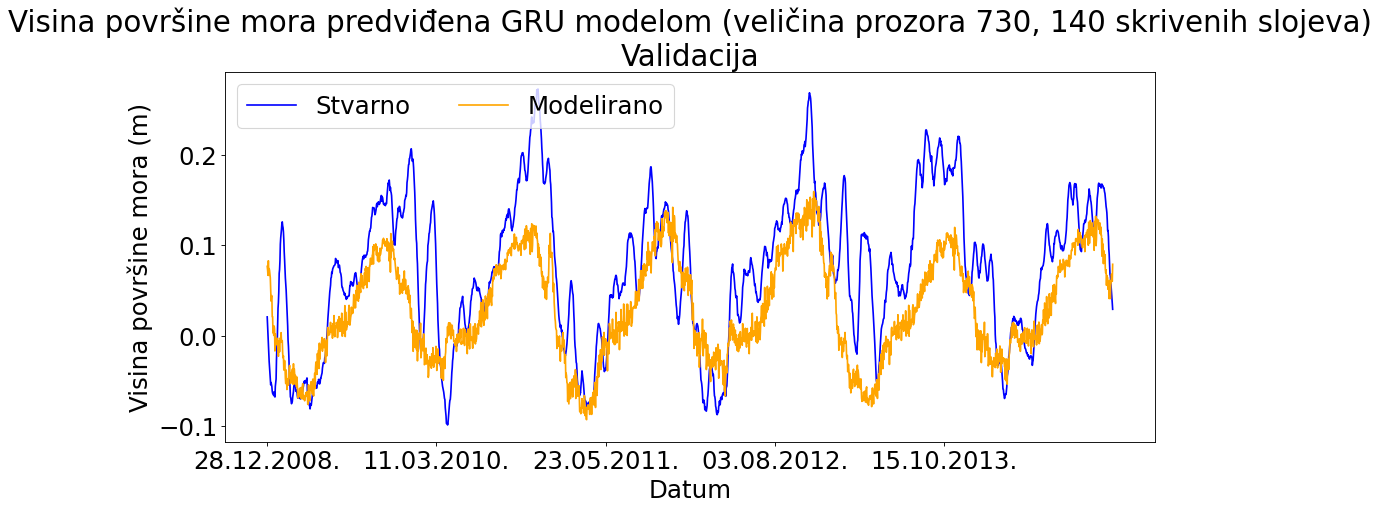 Visina površine mora predviđena GRU modelom (veličina prozora 730, 140 skrivenih slojeva)
Validacija
Stvarno
Modelirano
Visina površine mora (m)
0.2
0.1
0.0
−0.1
28.12.2008.
11.03.2010.
23.05.2011.
03.08.2012.
15.10.2013.
Datum